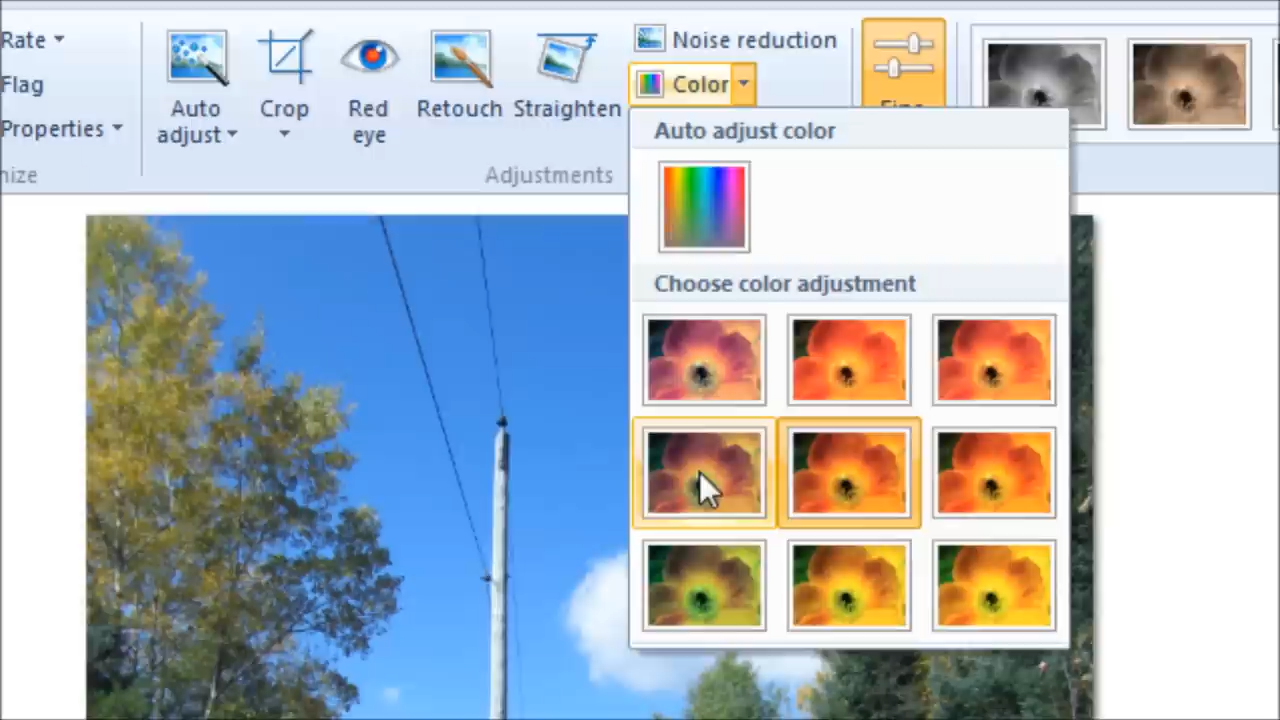 Rate
Flag
Properties
Auto adjust
Crop
Red eye
Retouch
Straighten
Noise reduction
Color
Adjustments
Auto adjust color
Choose color adjustment